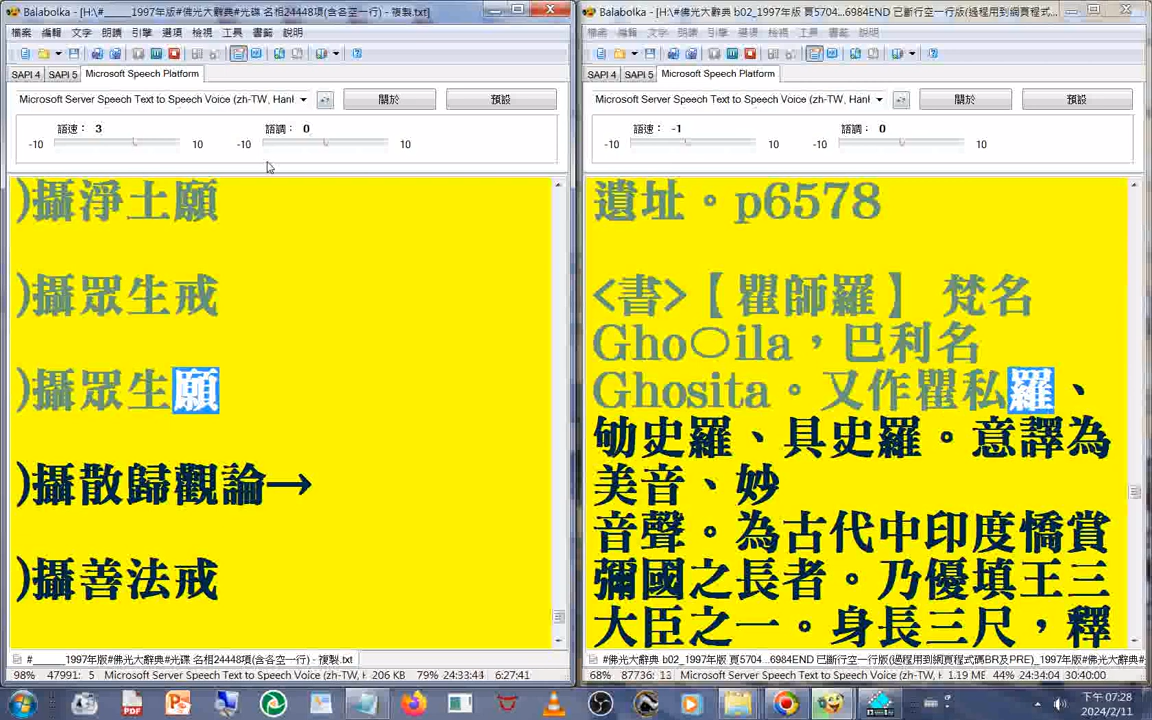 Balabolka - [H:\#_____1997年版#佛光大辭典#光碟 名相24448項(含各空一行) - 複製.txt]
檔案 編輯 文字 朗讀 引擎 選項 檢視 工具 書籤 說明
SAPI 4 SAPI 5 Microsoft Speech Platform
Microsoft Server Speech Text to Speech Voice (zh-TW, Hanl
關於
預設
語速： 3
語調： 0
-10 10 -10 10
)攝淨土願
)攝眾生戒
)攝眾生願
)攝散歸觀論→
)攝善法戒
#_____1997年版#佛光大辭典#光碟 名相24448項(含各空一行) - 複製.txt
98% 47991: 5 Microsoft Server Speech Text to Speech Voice (zh-TW, H 206 KB 79% 24:33:44 6:27:41
Balabolka - [H:\#佛光大辭典 b02_1997年版 頁5704...6984END 已斷行空一行版(過程用到網頁程式...
檔案 編輯 文字 朗讀 引擎 選項 檢視 工具 書籤 說明
SAPI 4 SAPI 5 Microsoft Speech Platform
Microsoft Server Speech Text to Speech Voice (zh-TW, Hanl
關於
預設
語速： -1
語調： 0
-10 10 -10 10
遺址。p6578
<書>【瞿師羅】 梵名
Gho○ila，巴利名
Ghosita。又作瞿私羅、
劬史羅、具史羅。意譯為
美音、妙
音聲。為古代中印度憍賞
彌國之長者。乃優填王三
大臣之一。身長三尺，釋
#佛光大辭典 b02_1997年版 頁5704...6984END 已斷行空一行版(過程用到網頁程式碼BR及PRE)_1997年版#佛光大辭典#
68% 87736: 13 Microsoft Server Speech Text to Speech Voice (zh-TW, H 1.19 ME 44% 24:34:04 30:40:00
下午 07:28
2024/2/11